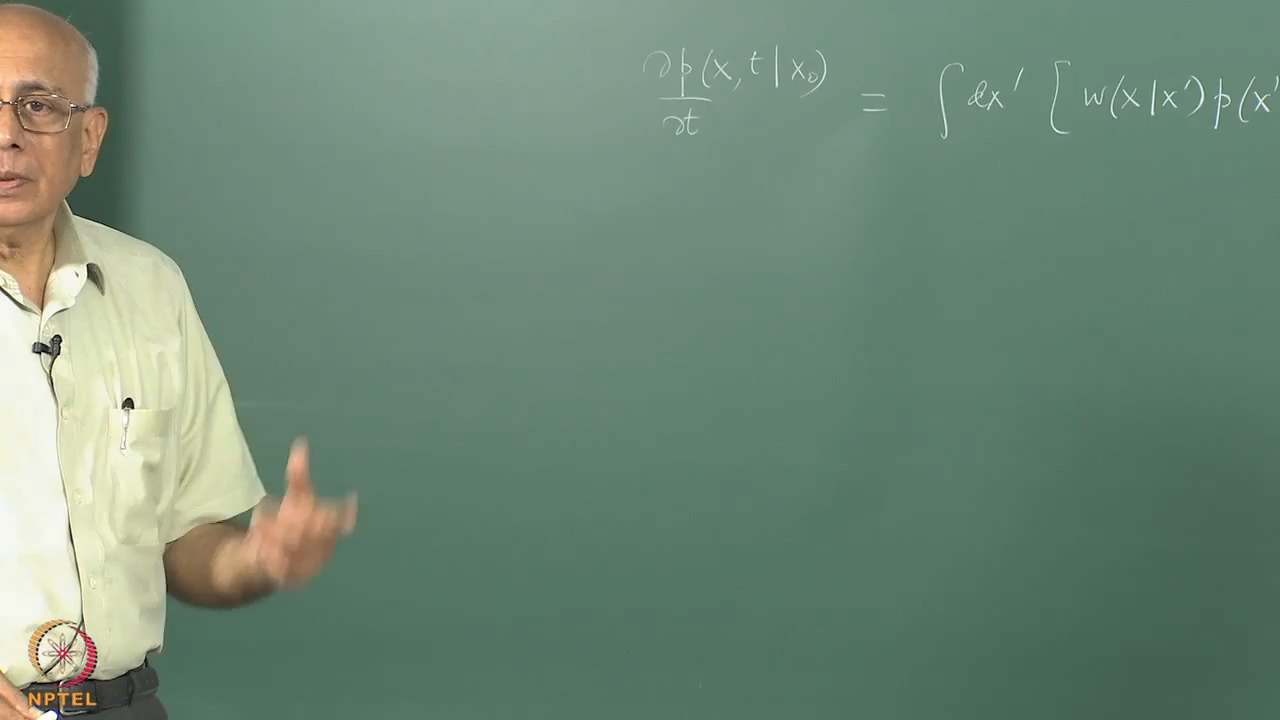 ∂p(x, t | x₀) / ∂t = ∫ dx′ [ w(x|x′) p(x′
NPTEL